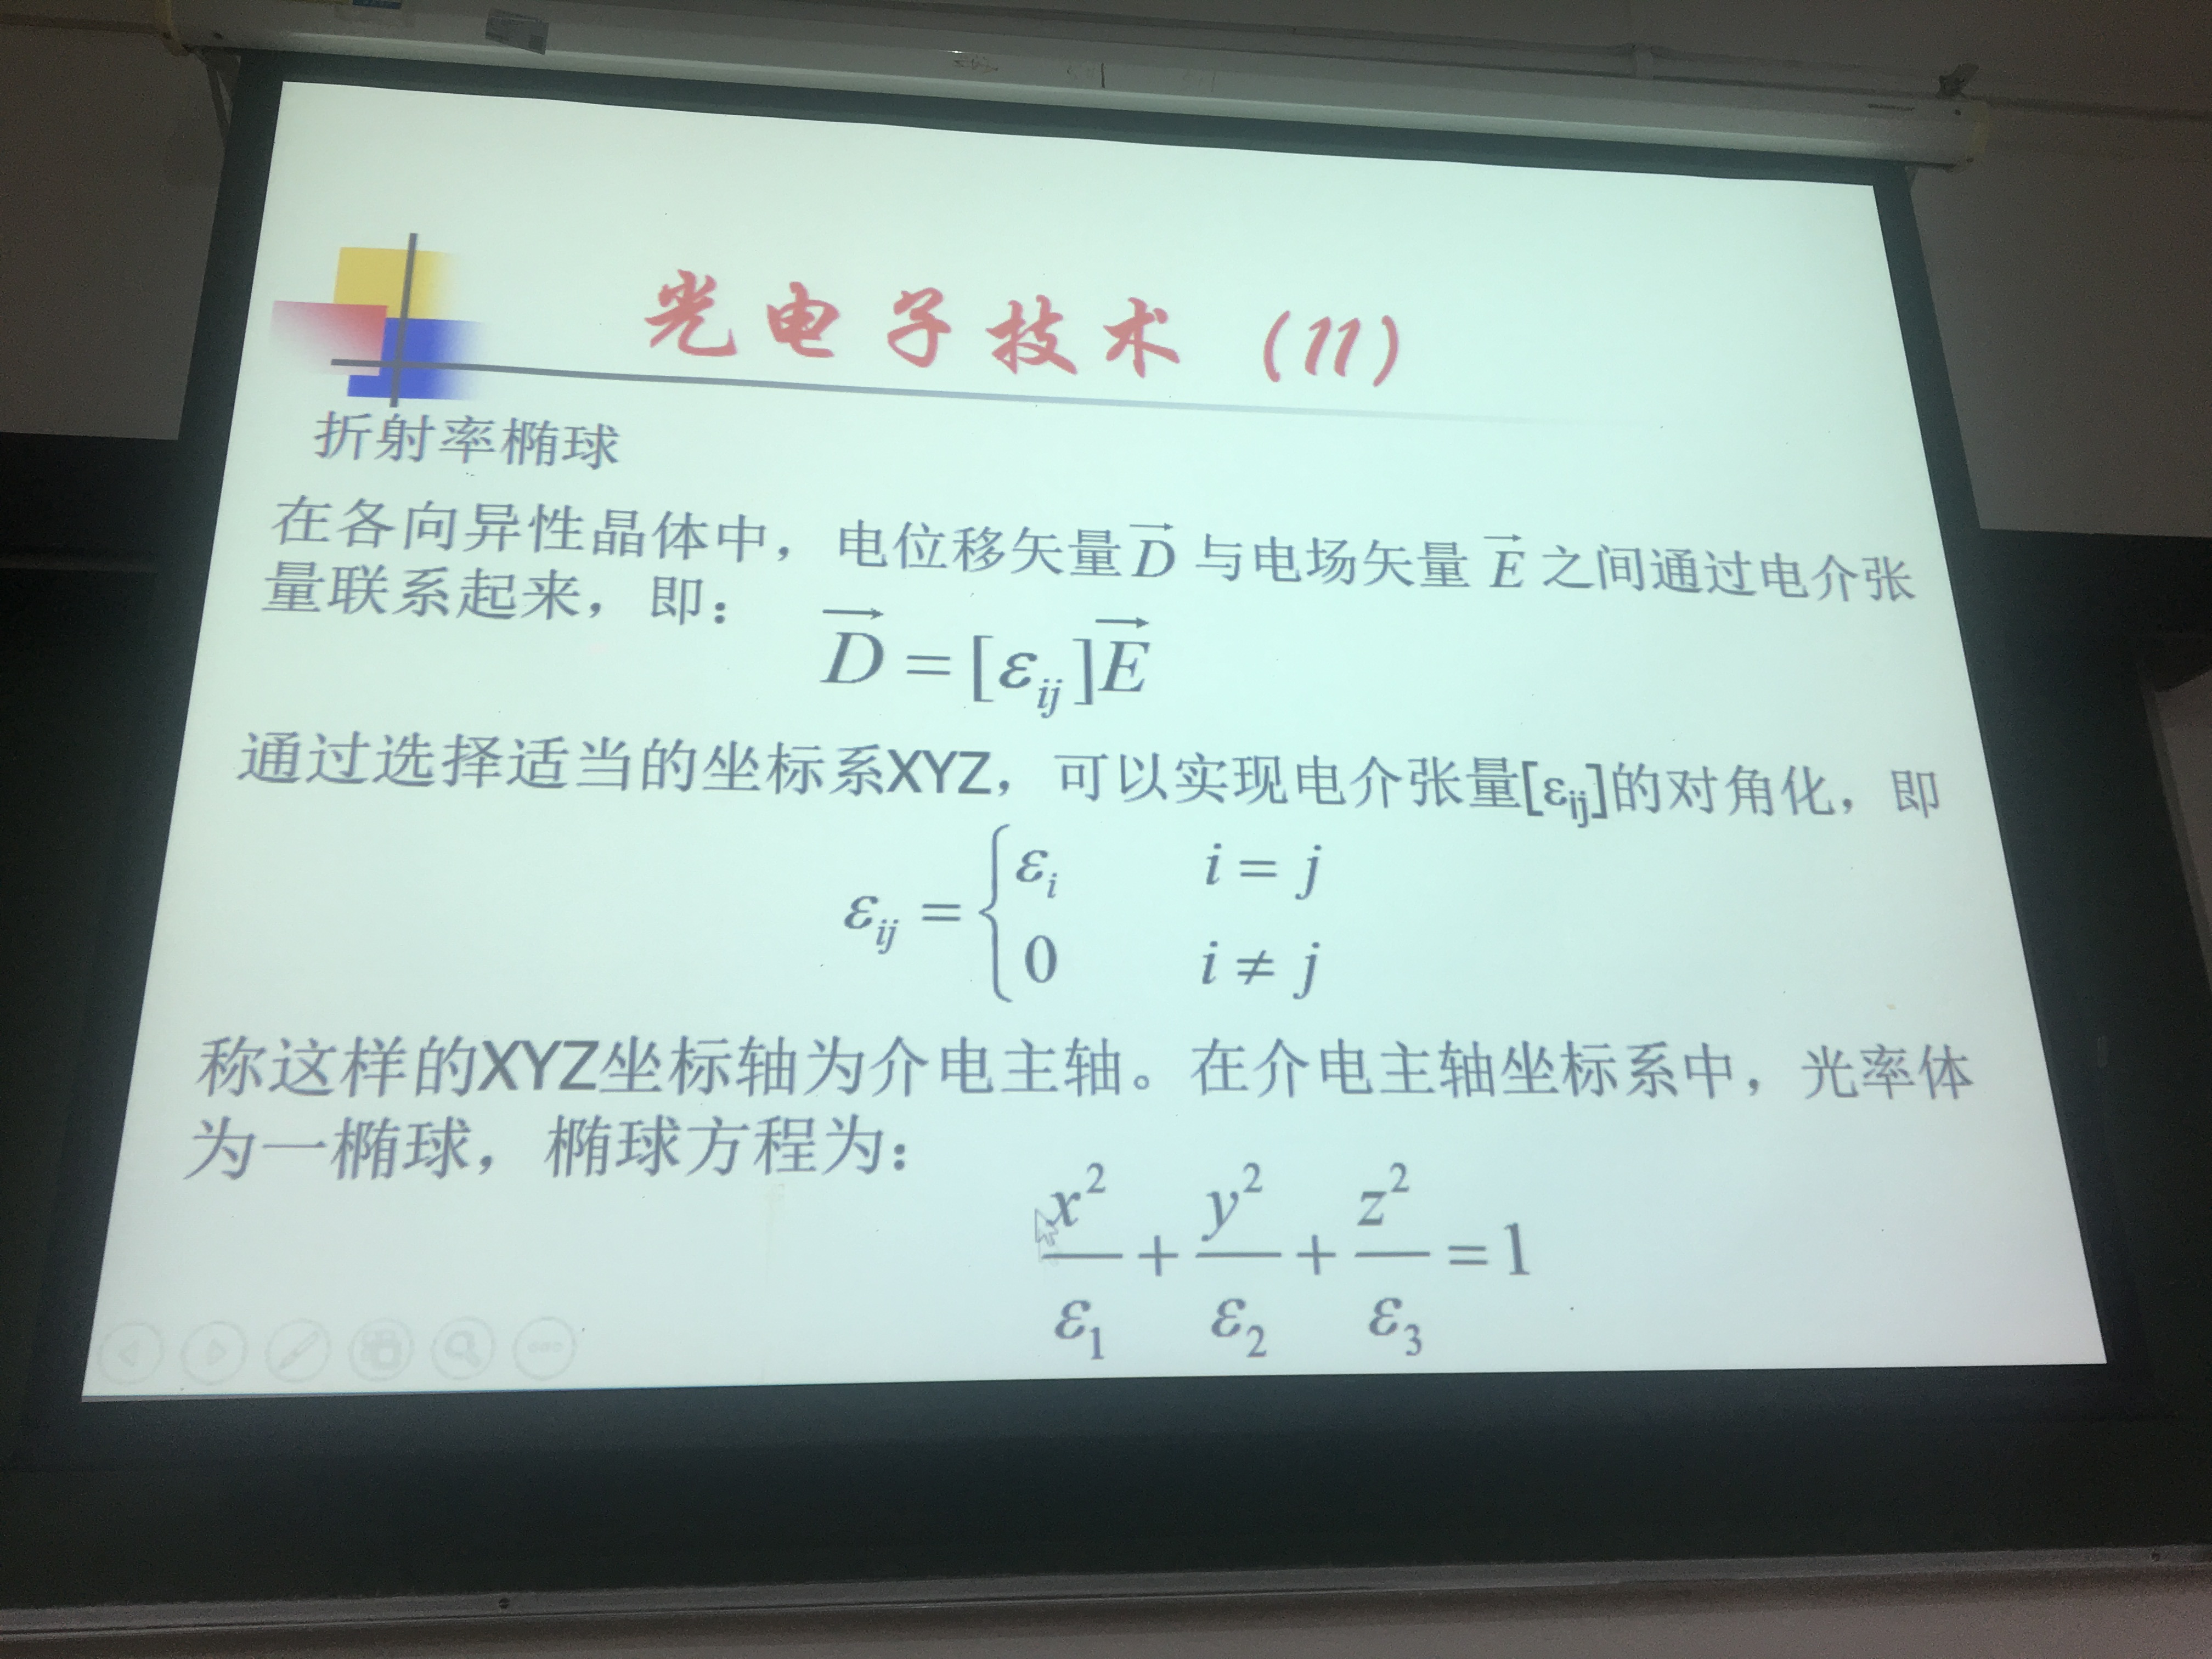 光电子技术（11）
折射率椭球
在各向异性晶体中，电位移矢量 $\vec{D}$ 与电场矢量 $\vec{E}$ 之间通过电介张
量联系起来，即：
$\vec{D} = [\varepsilon_{ij}]\vec{E}$
通过选择适当的坐标系XYZ，可以实现电介张量[ε_{ij}]的对角化，即
$\varepsilon_{ij} = \begin{cases} \varepsilon_i & i = j \\ 0 & i \neq j \end{cases}$
称这样的XYZ坐标轴为介电主轴。在介电主轴坐标系中，光率体
为一椭球，椭球方程为：
$\frac{x^2}{\varepsilon_1} + \frac{y^2}{\varepsilon_2} + \frac{z^2}{\varepsilon_3} = 1$